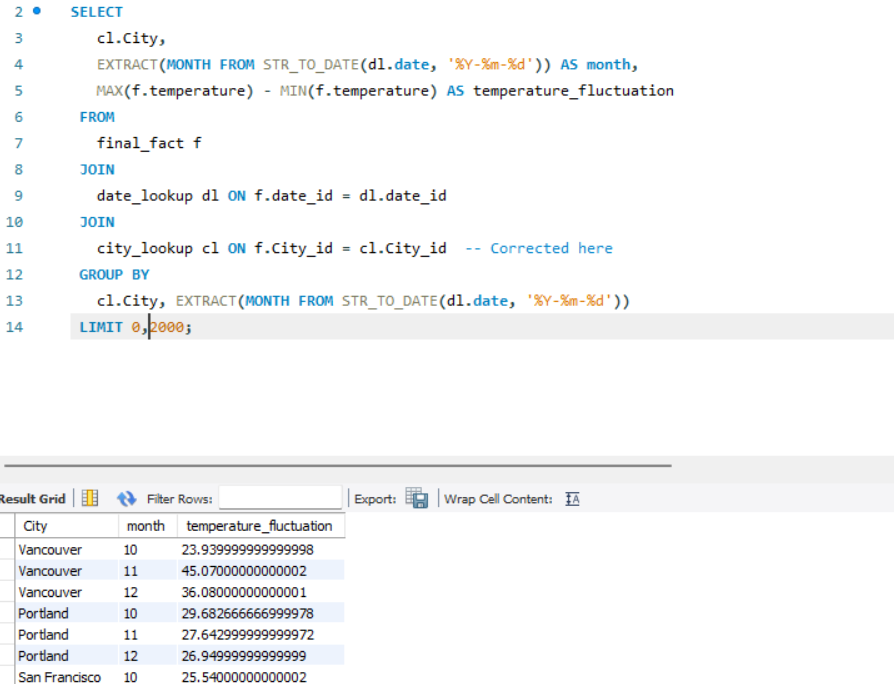 2 SELECT
3 cl.City,
4 EXTRACT(MONTH FROM STR_TO_DATE(dl.date, '%Y-%m-%d')) AS month,
5 MAX(f.temperature) - MIN(f.temperature) AS temperature_fluctuation
6 FROM
7 final_fact f
8 JOIN
9 date_lookup dl ON f.date_id = dl.date_id
10 JOIN
11 city_lookup cl ON f.City_id = cl.City_id -- Corrected here
12 GROUP BY
13 cl.City, EXTRACT(MONTH FROM STR_TO_DATE(dl.date, '%Y-%m-%d'))
14 LIMIT 0,2000;
Result Grid Filter Rows: Export: Wrap Cell Content: IA
City month temperature_fluctuation
Vancouver 10 23.939999999999998
Vancouver 11 45.07000000000002
Vancouver 12 36.08000000000001
Portland 10 29.682666666999978
Portland 11 27.642999999999972
Portland 12 26.94999999999999
San Francisco 10 25.54000000000002